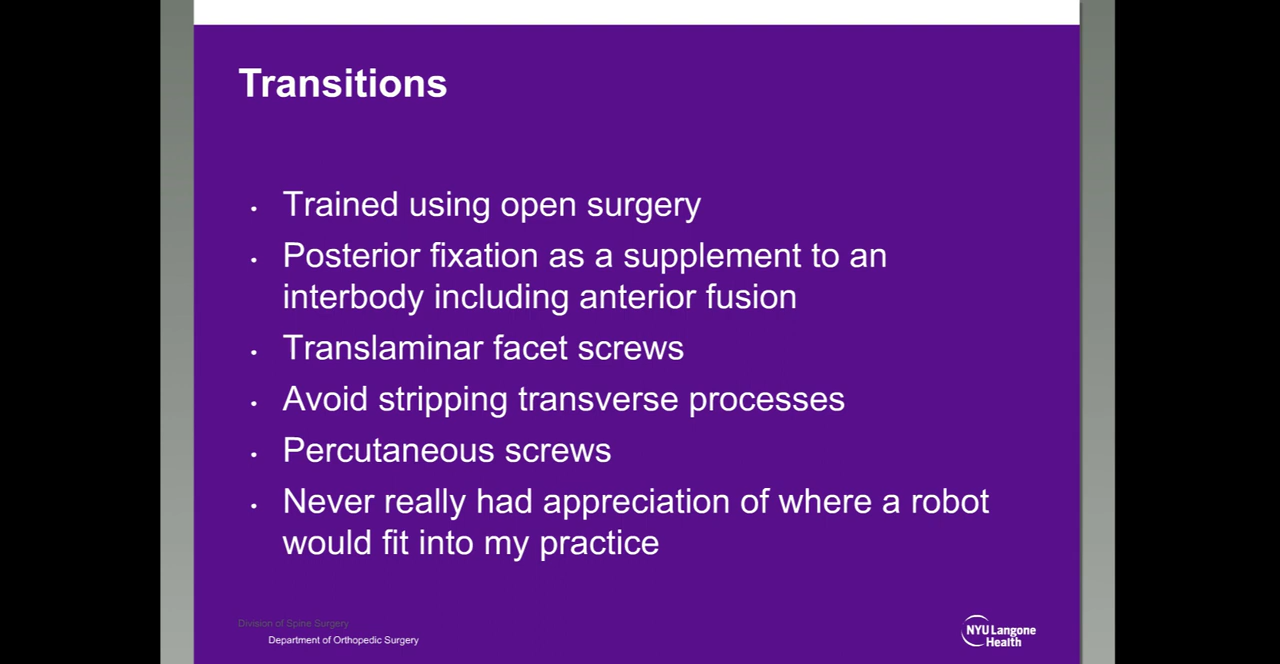 Transitions
• Trained using open surgery
• Posterior fixation as a supplement to an
interbody including anterior fusion
• Translaminar facet screws
• Avoid stripping transverse processes
• Percutaneous screws
• Never really had appreciation of where a robot
would fit into my practice
Division of Spine Surgery
Department of Orthopedic Surgery
NYU Langone
Health